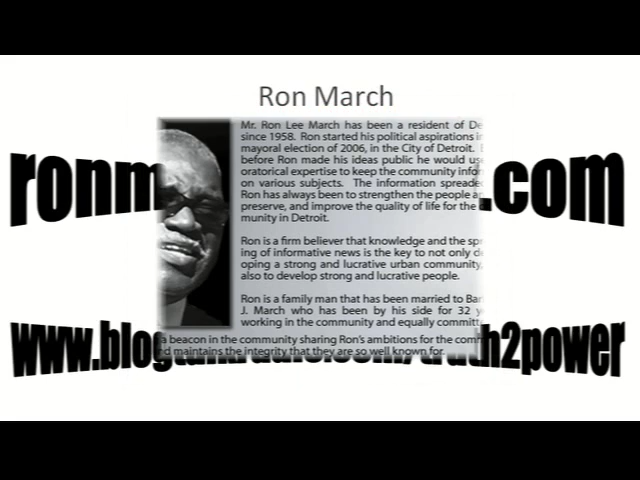 Ron March
Mr. Ron Lee March has been a resident of De
since 1958. Ron started his political aspirations i
mayoral election of 2006, in the City of Detroit.
before Ron made his ideas public he would us
oratorical expertise to keep the community infor
on various subjects. The information spreade
Ron has always been to strengthen the people a
preserve, and improve the quality of life for the
munity in Detroit.
Ron is a firm believer that knowledge and the spr
ing of informative news is the key to not only d
oping a strong and lucrative urban community,
also to develop strong and lucrative people.
Ron is a family man that has been married to Bar
J. March who has been by his side for 32 y
working in the community and equally committe
a beacon in the community sharing Ron's ambitions for the com
d maintains the integrity that they are so well known for.
ronm .com
www.blogtalkradio.com/truth2power